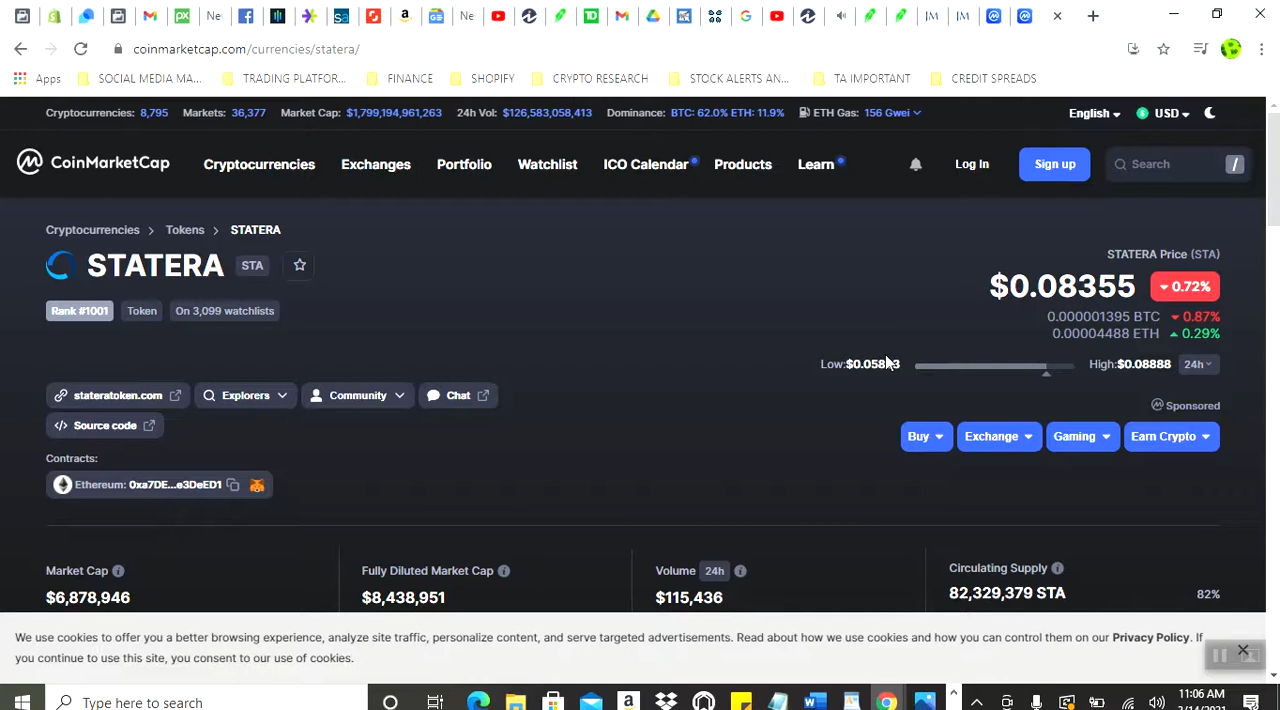 Ne
Ne
coinmarketcap.com/currencies/statera/
Apps SOCIAL MEDIA MA... TRADING PLATFOR... FINANCE SHOPIFY CRYPTO RESEARCH STOCK ALERTS AN... TA IMPORTANT CREDIT SPREADS
Cryptocurrencies: 8,795 Markets: 36,377 Market Cap: $1,799,194,961,263 24h Vol: $126,583,058,413 Dominance: BTC: 62.0% ETH: 11.9% ETH Gas: 156 Gwei English USD
CoinMarketCap Cryptocurrencies Exchanges Portfolio Watchlist ICO Calendar Products Learn Log In Sign up Search /
Cryptocurrencies > Tokens > STATERA
STATERA STA
Rank #1001 Token On 3,099 watchlists
STATERA Price (STA)
$0.08355 0.72%
0.000001395 BTC 0.87%
0.00004488 ETH 0.29%
High:$0.08888 24h
Low:
stateratoken.com Explorers Community Chat
Source code
Sponsored
Buy Exchange Gaming Earn Crypto
Contracts:
Ethereum: 0xa7DE...e3DeED1
Market Cap Fully Diluted Market Cap Volume 24h Circulating Supply
$6,878,946 $8,438,951 $115,436 82,329,379 STA 82%
We use cookies to offer you a better browsing experience, analyze site traffic, personalize content, and serve targeted advertisements. Read about how we use cookies and how you can control them on our Privacy Policy. If
you continue to use this site, you consent to our use of cookies.
Type here to search
11:06 AM